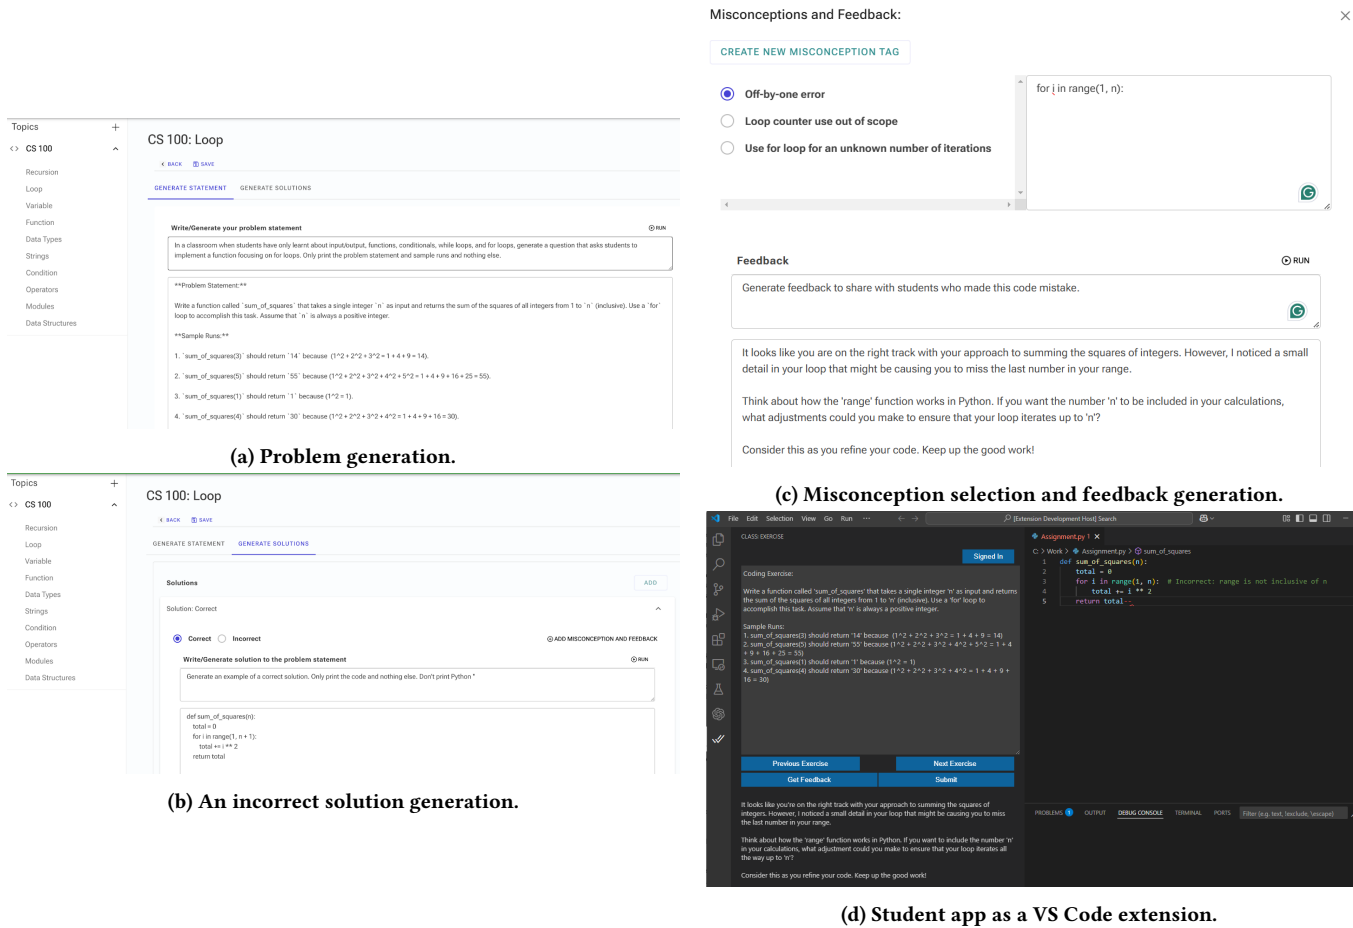 Topics +
CS 100
Recursion
Loop
Variable
Function
Data Types
Strings
Condition
Operators
Modules
Data Structures
CS 100: Loop
BACK SAVE
GENERATE STATEMENT GENERATE SOLUTIONS
Write/Generate your problem statement RUN
In a classroom when students have only learnt about input/output, functions, conditionals, while loops, and for loops, generate a question that asks students to
implement a function focusing on for loops. Only print the problem statement and sample runs and nothing else.
**Problem Statement:**
Write a function called `sum_of_squares` that takes a single integer `n` as input and returns the sum of the squares of all integers from 1 to `n` (inclusive). Use a `for`
loop to accomplish this task. Assume that `n` is always a positive integer.
**Sample Runs:**
1. `sum_of_squares(3)` should return `14` because (1^2 + 2^2 + 3^2 = 1 + 4 + 9 = 14).
2. `sum_of_squares(5)` should return `55` because (1^2 + 2^2 + 3^2 + 4^2 + 5^2 = 1 + 4 + 9 + 16 + 25 = 55).
3. `sum_of_squares(1)` should return `1` because (1^2 = 1).
4. `sum_of_squares(4)` should return `30` because (1^2 + 2^2 + 3^2 + 4^2 = 1 + 4 + 9 + 16 = 30).
(a) Problem generation.
Topics +
CS 100
Recursion
Loop
Variable
Function
Data Types
Strings
Condition
Operators
Modules
Data Structures
CS 100: Loop
BACK SAVE
GENERATE STATEMENT GENERATE SOLUTIONS
Solutions ADD
Solution: Correct
Correct Incorrect ADD MISCONCEPTION AND FEEDBACK
Write/Generate solution to the problem statement RUN
Generate an example of a correct solution. Only print the code and nothing else. Don't print Python "
def sum_of_squares(n):
total = 0
for i in range(1, n + 1):
total += i ** 2
return total
(b) An incorrect solution generation.
Misconceptions and Feedback:
CREATE NEW MISCONCEPTION TAG
Off-by-one error
Loop counter use out of scope
Use for loop for an unknown number of iterations
for i in range(1, n):
Feedback RUN
Generate feedback to share with students who made this code mistake.
It looks like you are on the right track with your approach to summing the squares of integers. However, I noticed a small
detail in your loop that might be causing you to miss the last number in your range.
Think about how the 'range' function works in Python. If you want the number 'n' to be included in your calculations,
what adjustments could you make to ensure that your loop iterates up to 'n'?
Consider this as you refine your code. Keep up the good work!
(c) Misconception selection and feedback generation.
File Edit Selection View Go Run ··· [Extension Development Host] Search
CLASS: EXERCISE
Signed In
Coding Exercise:
Write a function called 'sum_of_squares' that takes a single integer 'n' as input and returns
the sum of the squares of all integers from 1 to 'n' (inclusive). Use a 'for' loop to
accomplish this task. Assume that 'n' is always a positive integer.
Sample Runs:
1. sum_of_squares(3) should return '14' because (1^2 + 2^2 + 3^2 = 1 + 4 + 9 = 14)
2. sum_of_squares(5) should return '55' because (1^2 + 2^2 + 3^2 + 4^2 + 5^2 = 1 + 4
+ 9 + 16 + 25 = 55)
3. sum_of_squares(1) should return '1' because (1^2 = 1)
4. sum_of_squares(4) should return '30' because (1^2 + 2^2 + 3^2 + 4^2 = 1 + 4 + 9 +
16 = 30)
Previous Exercise Next Exercise
Get Feedback Submit
It looks like you're on the right track with your approach to summing the squares of
integers. However, I noticed a small detail in your loop that might be causing you to miss
the last number in your range.
Think about how the 'range' function works in Python. If you want to include the number 'n'
in your calculations, what adjustment could you make to ensure that your loop iterates all
the way up to 'n'?
Consider this as you refine your code. Keep up the good work!
Assignment.py 1 ×
C: > Work > Assignment.py > sum_of_squares
1 def sum_of_squares(n):
2 total = 0
3 for i in range(1, n): # Incorrect: range is not inclusive of n
4 total += i ** 2
5 return total
PROBLEMS 1 OUTPUT DEBUG CONSOLE TERMINAL PORTS Filter (e.g. text, !exclude, \escape)
(d) Student app as a VS Code extension.